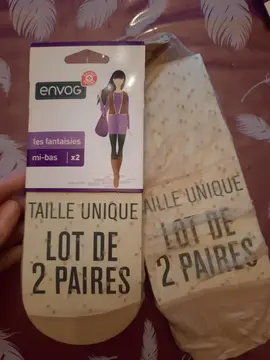 envog
les fantaisies
mi-bas x2
TAILLE UNIQUE
LOT DE
2 PAIRES
TAILLE UNIQUE
LOT DE
2 PAIRES